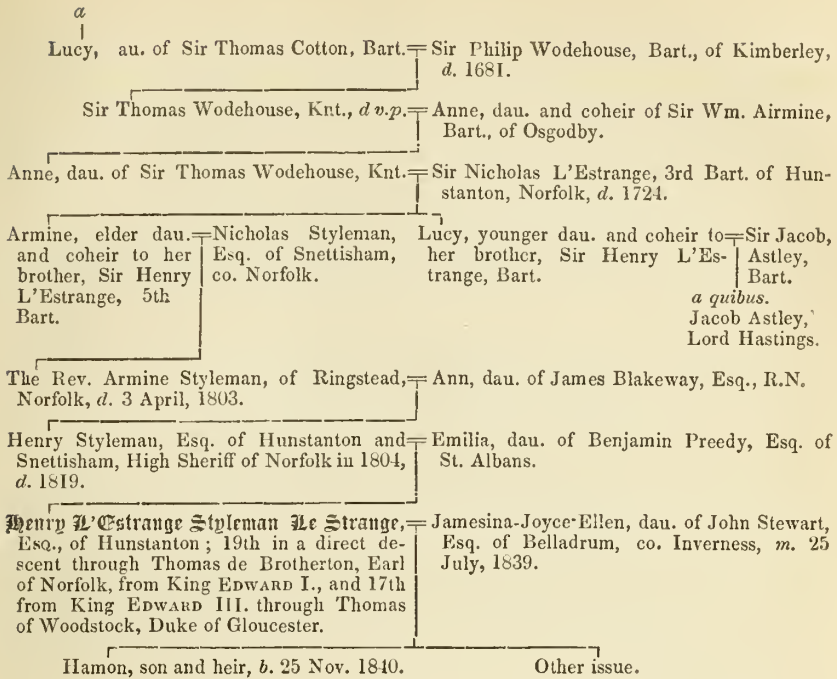 a
Lucy, au. of Sir Thomas Cotton, Bart. = Sir Philip Wodehouse, Bart., of Kimberley,
d. 1681.
Sir Thomas Wodehouse, Knt., d v.p. = Anne, dau. and coheir of Sir Wm. Airmine,
Bart., of Osgodby.
Anne, dau. of Sir Thomas Wodehouse, Knt. = Sir Nicholas L'Estrange, 3rd Bart. of Hun-
stanton, Norfolk, d. 1724.
Armine, elder dau. = Nicholas Styleman,
and coheir to her Esq. of Snettisham,
brother, Sir Henry co. Norfolk.
L'Estrange, 5th
Bart.
Lucy, younger dau. and coheir to = Sir Jacob,
her brother, Sir Henry L'Es- Astley,
trange, Bart. Bart.
a quibus.
Jacob Astley,
Lord Hastings.
The Rev. Armine Styleman, of Ringstead, = Ann, dau. of James Blakeway, Esq., R.N.
Norfolk, d. 3 April, 1803.
Henry Styleman, Esq. of Hunstanton and = Emilia, dau. of Benjamin Preedy, Esq. of
Snettisham, High Sheriff of Norfolk in 1804, St. Albans.
d. 1819.
Henry L'Estrange Styleman Le Strange, = Jamesina-Joyce-Ellen, dau. of John Stewart,
Esq., of Hunstanton; 19th in a direct de- Esq. of Belladrum, co. Inverness, m. 25
scent through Thomas de Brotherton, Earl July, 1839.
of Norfolk, from King Edward I., and 17th
from King Edward III. through Thomas
of Woodstock, Duke of Gloucester.
Hamon, son and heir, b. 25 Nov. 1840. Other issue.